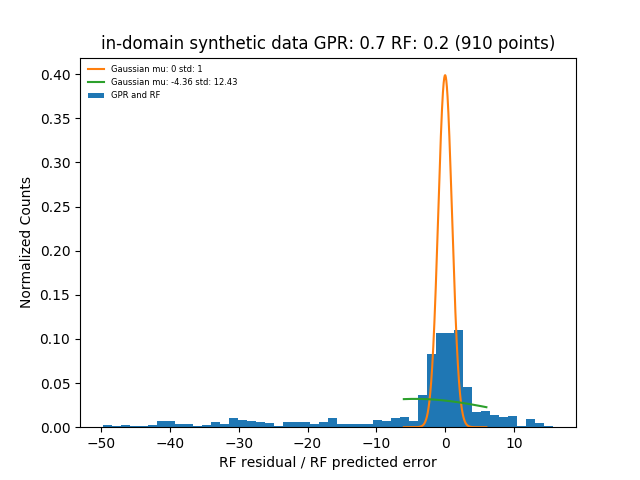 in-domain synthetic data GPR: 0.7 RF: 0.2 (910 points)
Gaussian mu: 0 std: 1
Gaussian mu: -4.36 std: 12.43
GPR and RF
Normalized Counts
0.40
0.35
0.30
0.25
0.20
0.15
0.10
0.05
0.00
−50 −40 −30 −20 −10 0 10
RF residual / RF predicted error